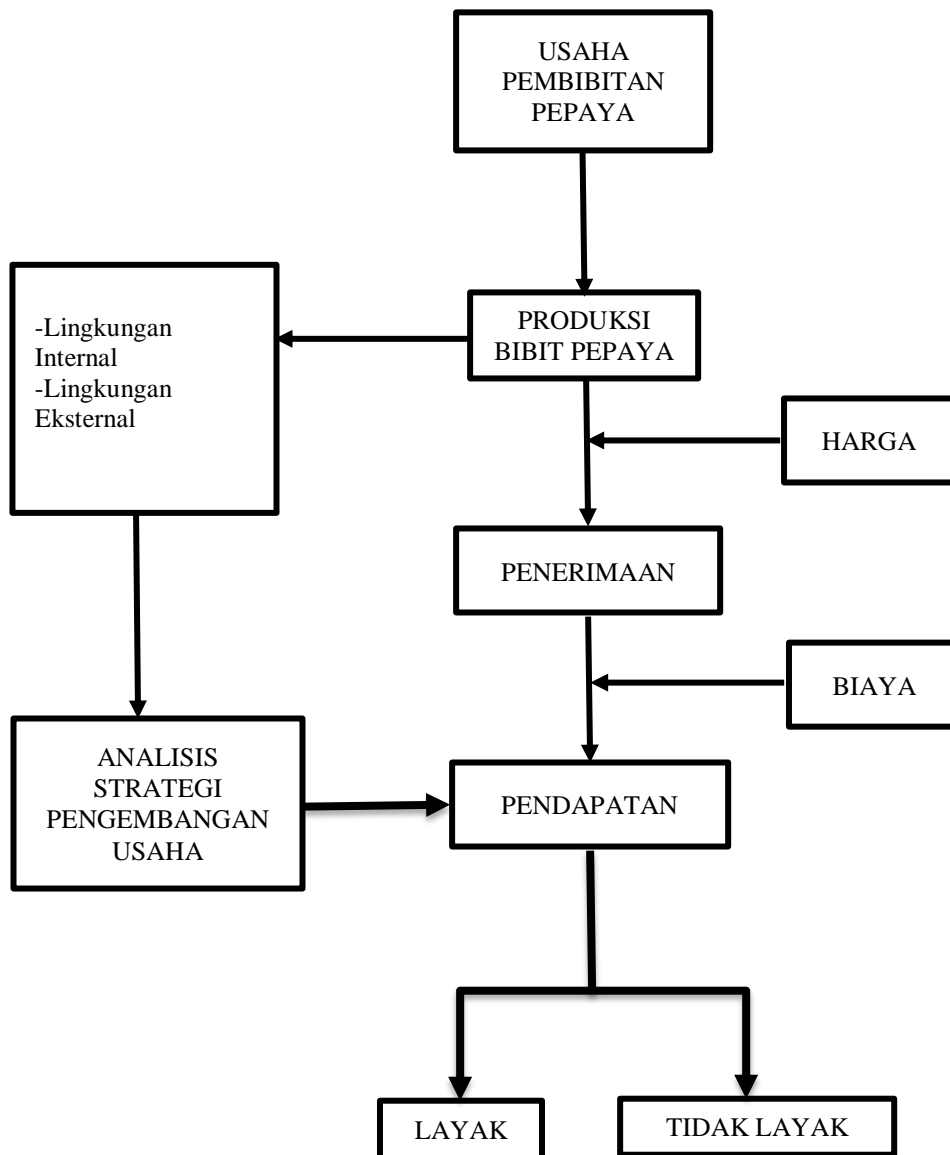 USAHA
PEMBIBITAN
PEPAYA
PRODUKSI
BIBIT PEPAYA
-Lingkungan
Internal
-Lingkungan
Eksternal
HARGA
PENERIMAAN
BIAYA
ANALISIS
STRATEGI
PENGEMBANGAN
USAHA
PENDAPATAN
LAYAK
TIDAK LAYAK